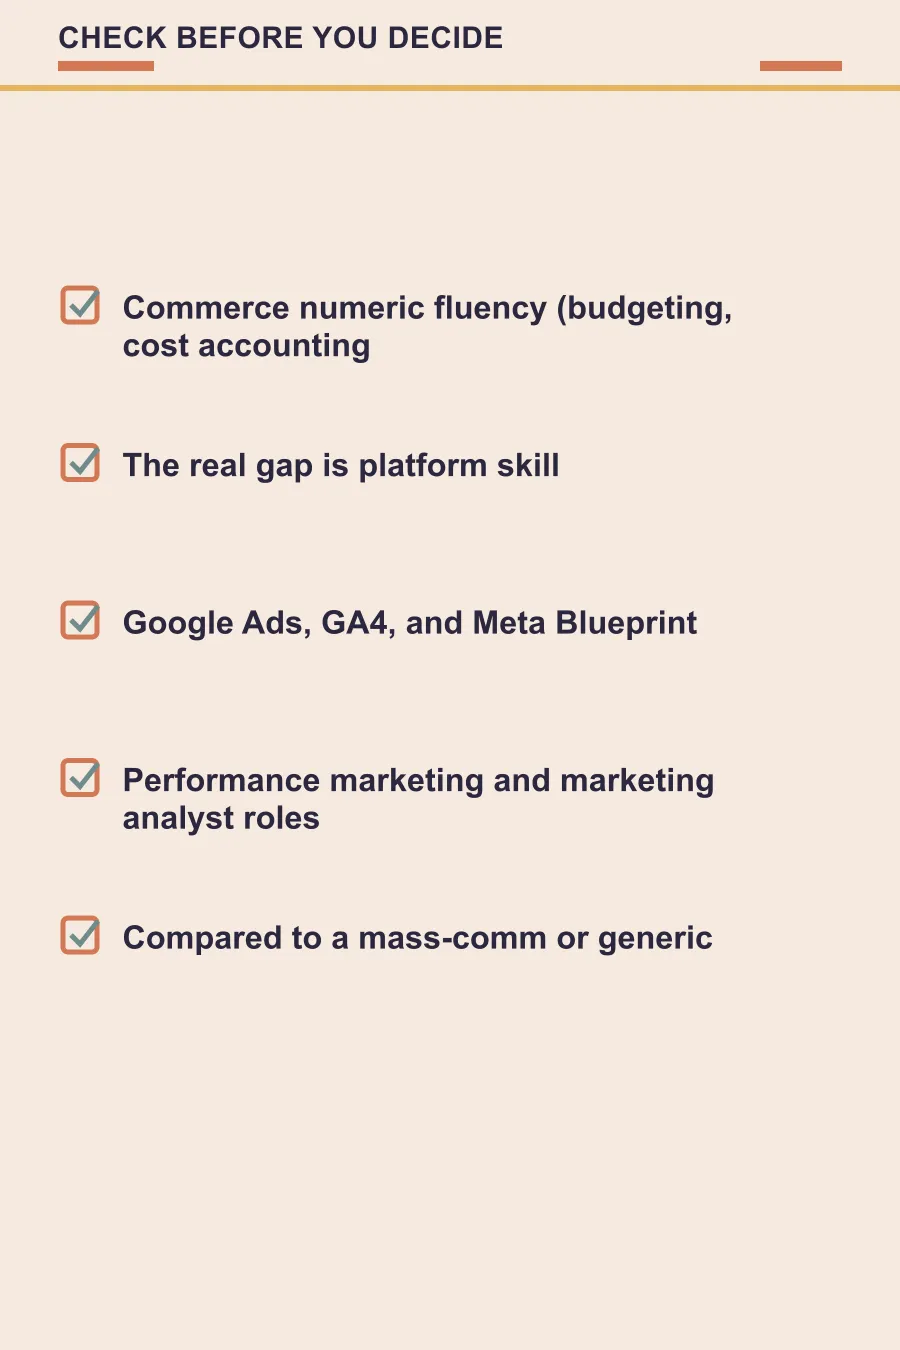 CHECK BEFORE YOU DECIDE
Commerce numeric fluency (budgeting,
cost accounting
The real gap is platform skill
Google Ads, GA4, and Meta Blueprint
Performance marketing and marketing
analyst roles
Compared to a mass-comm or generic